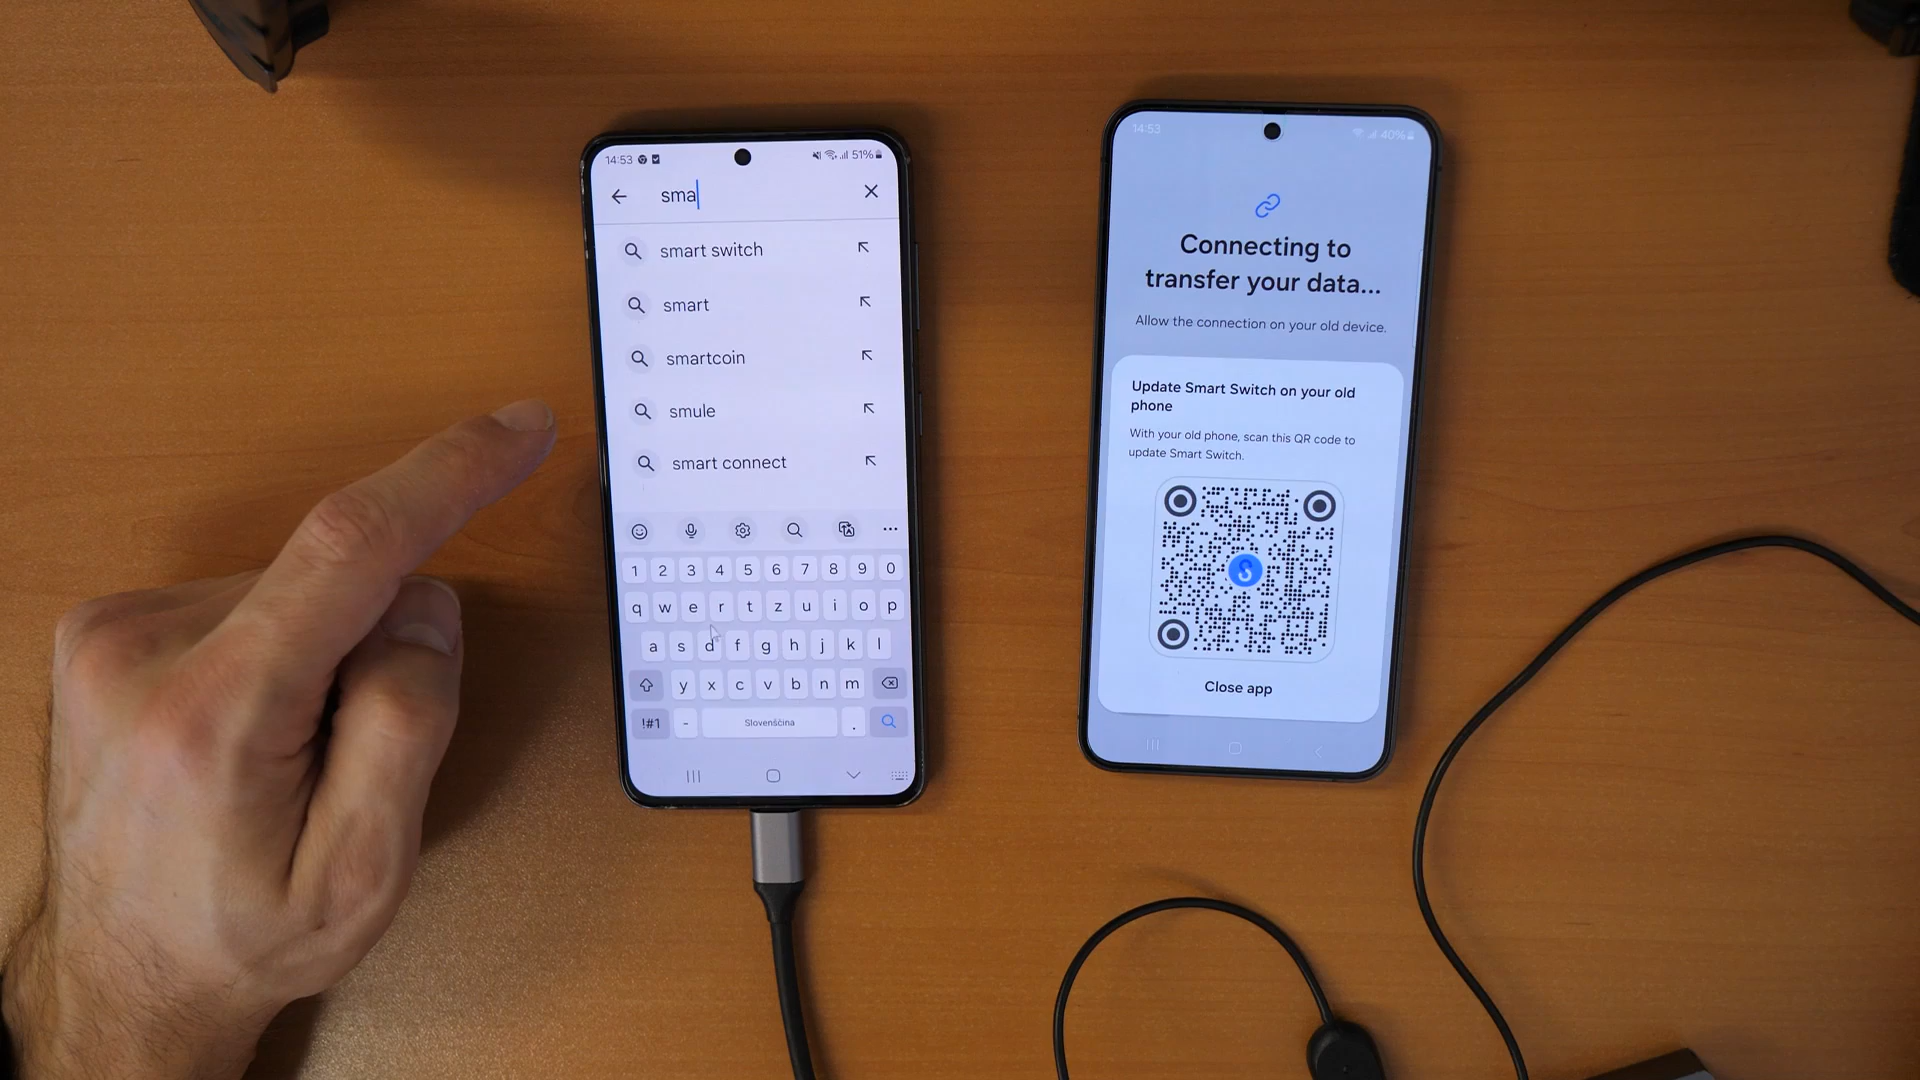 14:53
51%
sma
smart switch
smart
smartcoin
smule
smart connect
1 2 3 4 5 6 7 8 9 0
q w e r t z u i o p
a s d f g h j k l
y x c v b n m
!#1 - Slovenščina .
14:53
40%
Connecting to
transfer your data...
Allow the connection on your old device.
Update Smart Switch on your old
phone
With your old phone, scan this QR code to
update Smart Switch.
S
Close app